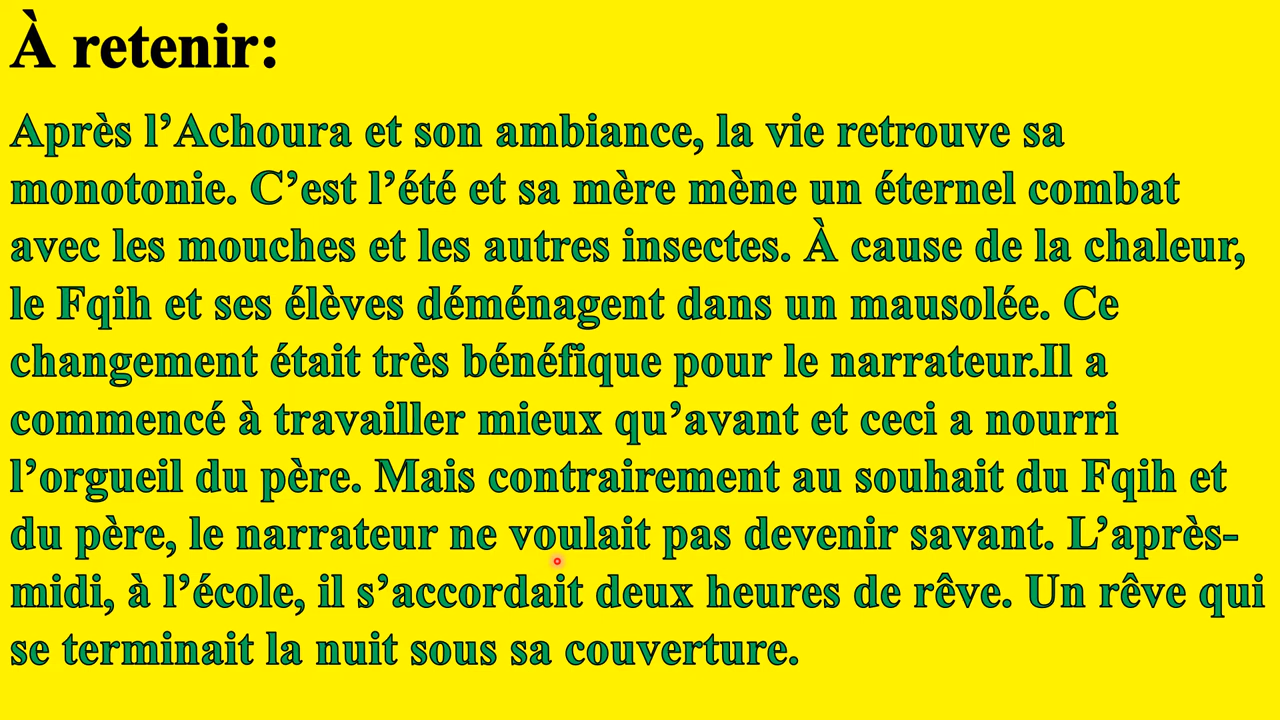 À retenir:
Après l’Achoura et son ambiance, la vie retrouve sa
monotonie. C’est l’été et sa mère mène un éternel combat
avec les mouches et les autres insectes. À cause de la chaleur,
le Fqih et ses élèves déménagent dans un mausolée. Ce
changement était très bénéfique pour le narrateur.Il a
commencé à travailler mieux qu’avant et ceci a nourri
l’orgueil du père. Mais contrairement au souhait du Fqih et
du père, le narrateur ne voulait pas devenir savant. L’après-
midi, à l’école, il s’accordait deux heures de rêve. Un rêve qui
se terminait la nuit sous sa couverture.